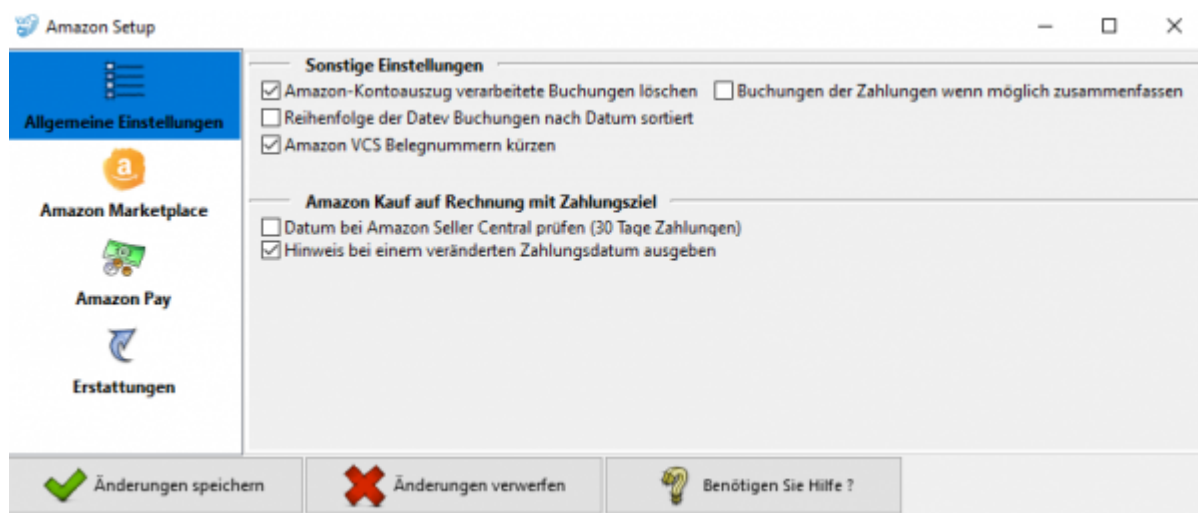 Amazon Setup
Sonstige Einstellungen
Amazon-Kontoauszug verarbeitete Buchungen löschen Buchungen der Zahlungen wenn möglich zusammenfassen
Reihenfolge der Datev Buchungen nach Datum sortiert
Amazon VCS Belegnummern kürzen
Amazon Kauf auf Rechnung mit Zahlungsziel
Datum bei Amazon Seller Central prüfen (30 Tage Zahlungen)
Hinweis bei einem veränderten Zahlungsdatum ausgeben
Allgemeine Einstellungen
a
Amazon Marketplace
Amazon Pay
Erstattungen
Änderungen speichern Änderungen verwerfen Benötigen Sie Hilfe ?